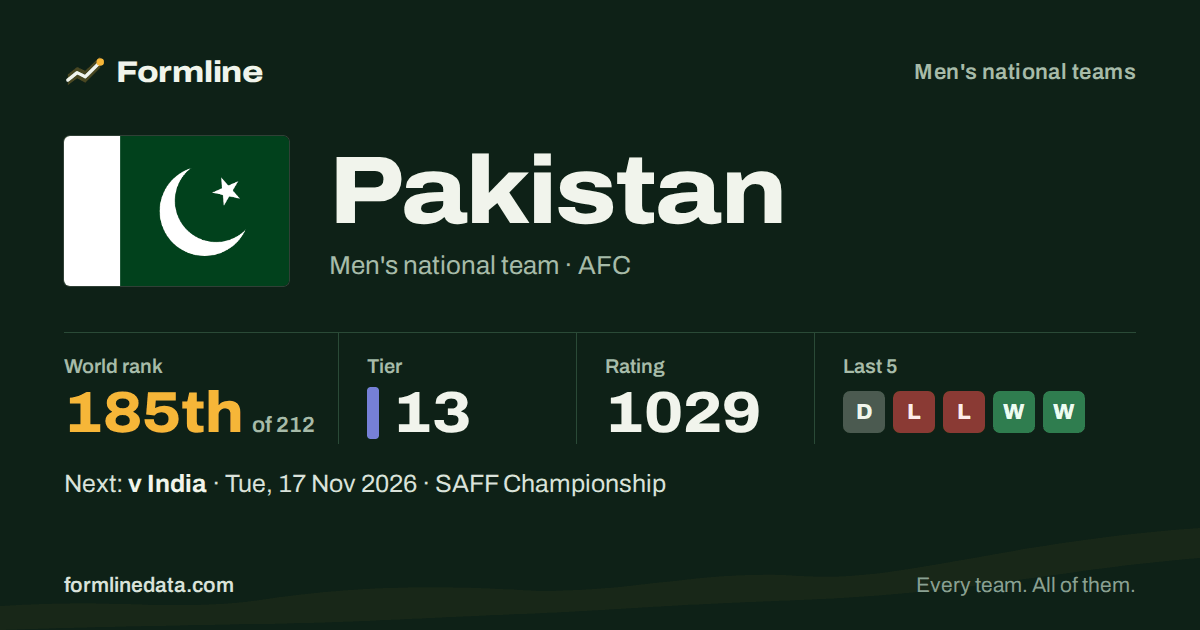 Formline
Men's national teams
Pakistan
Men's national team · AFC
World rank
185th of 212
Tier
13
Rating
1029
Last 5
D L L W W
Next: v India · Tue, 17 Nov 2026 · SAFF Championship
formlinedata.com
Every team. All of them.